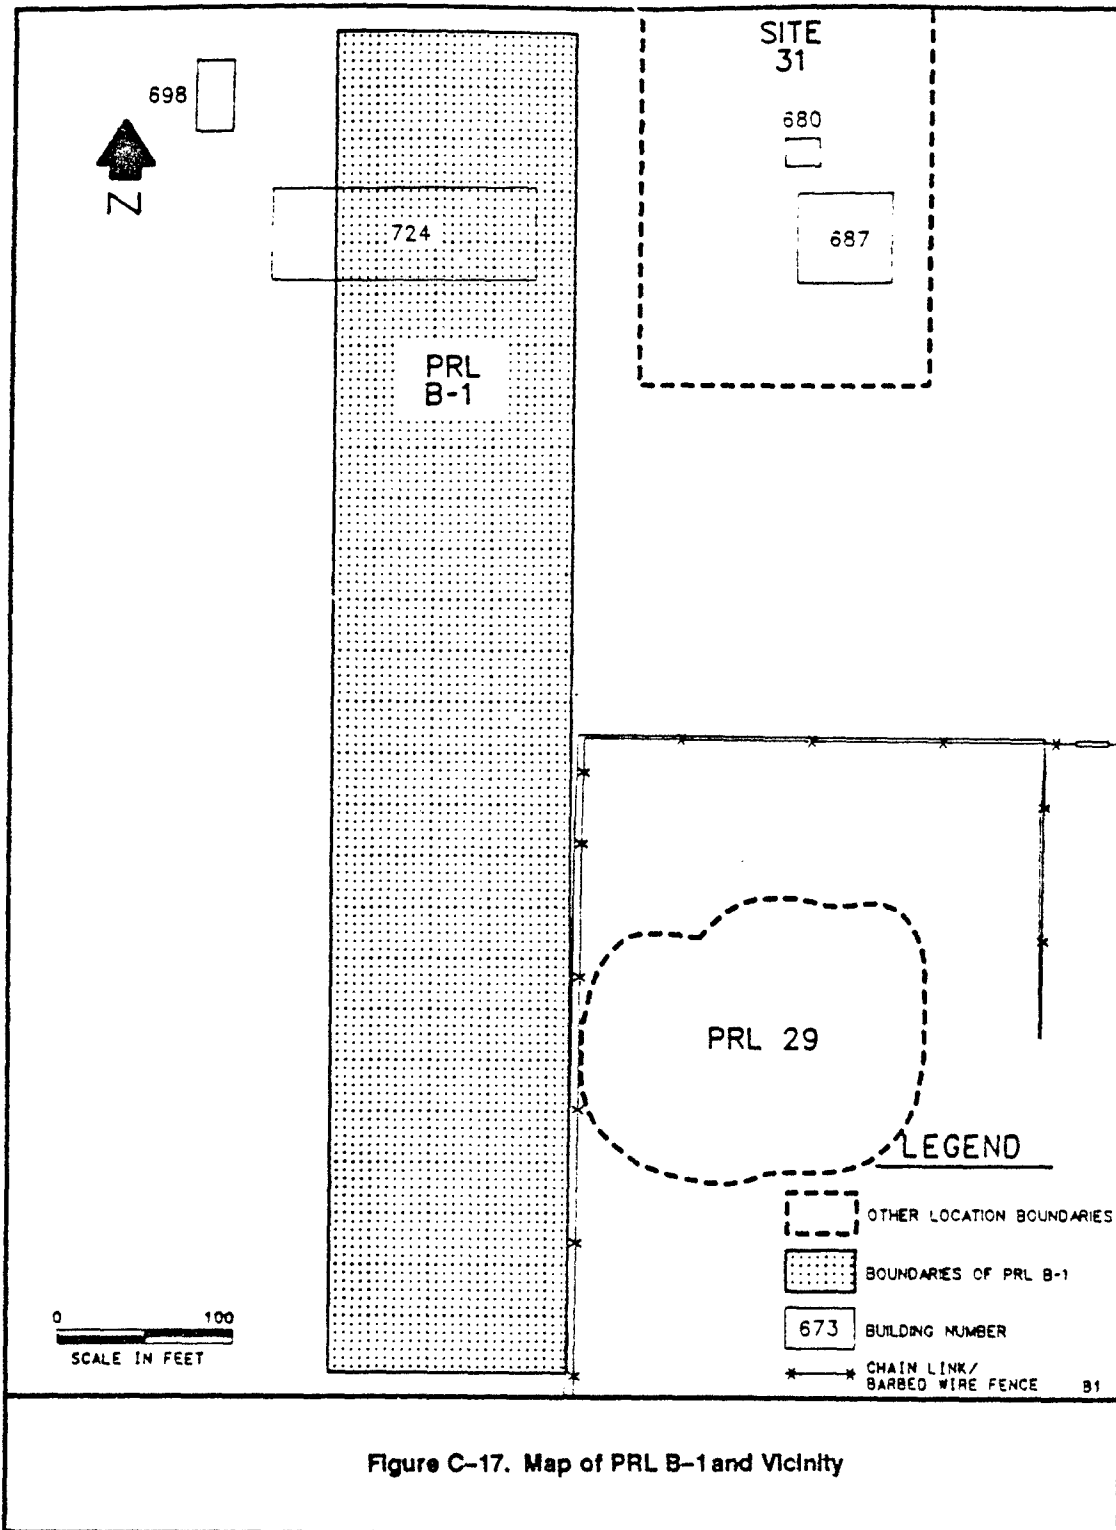 SITE
31
698
680
N
724
687
PRL
B-1
PRL 29
LEGEND
OTHER LOCATION BOUNDARIES
BOUNDARIES OF PRL B-1
673 BUILDING NUMBER
CHAIN LINK/
BARBED WIRE FENCE
B1
0 100
SCALE IN FEET
Figure C-17. Map of PRL B-1 and Vicinity